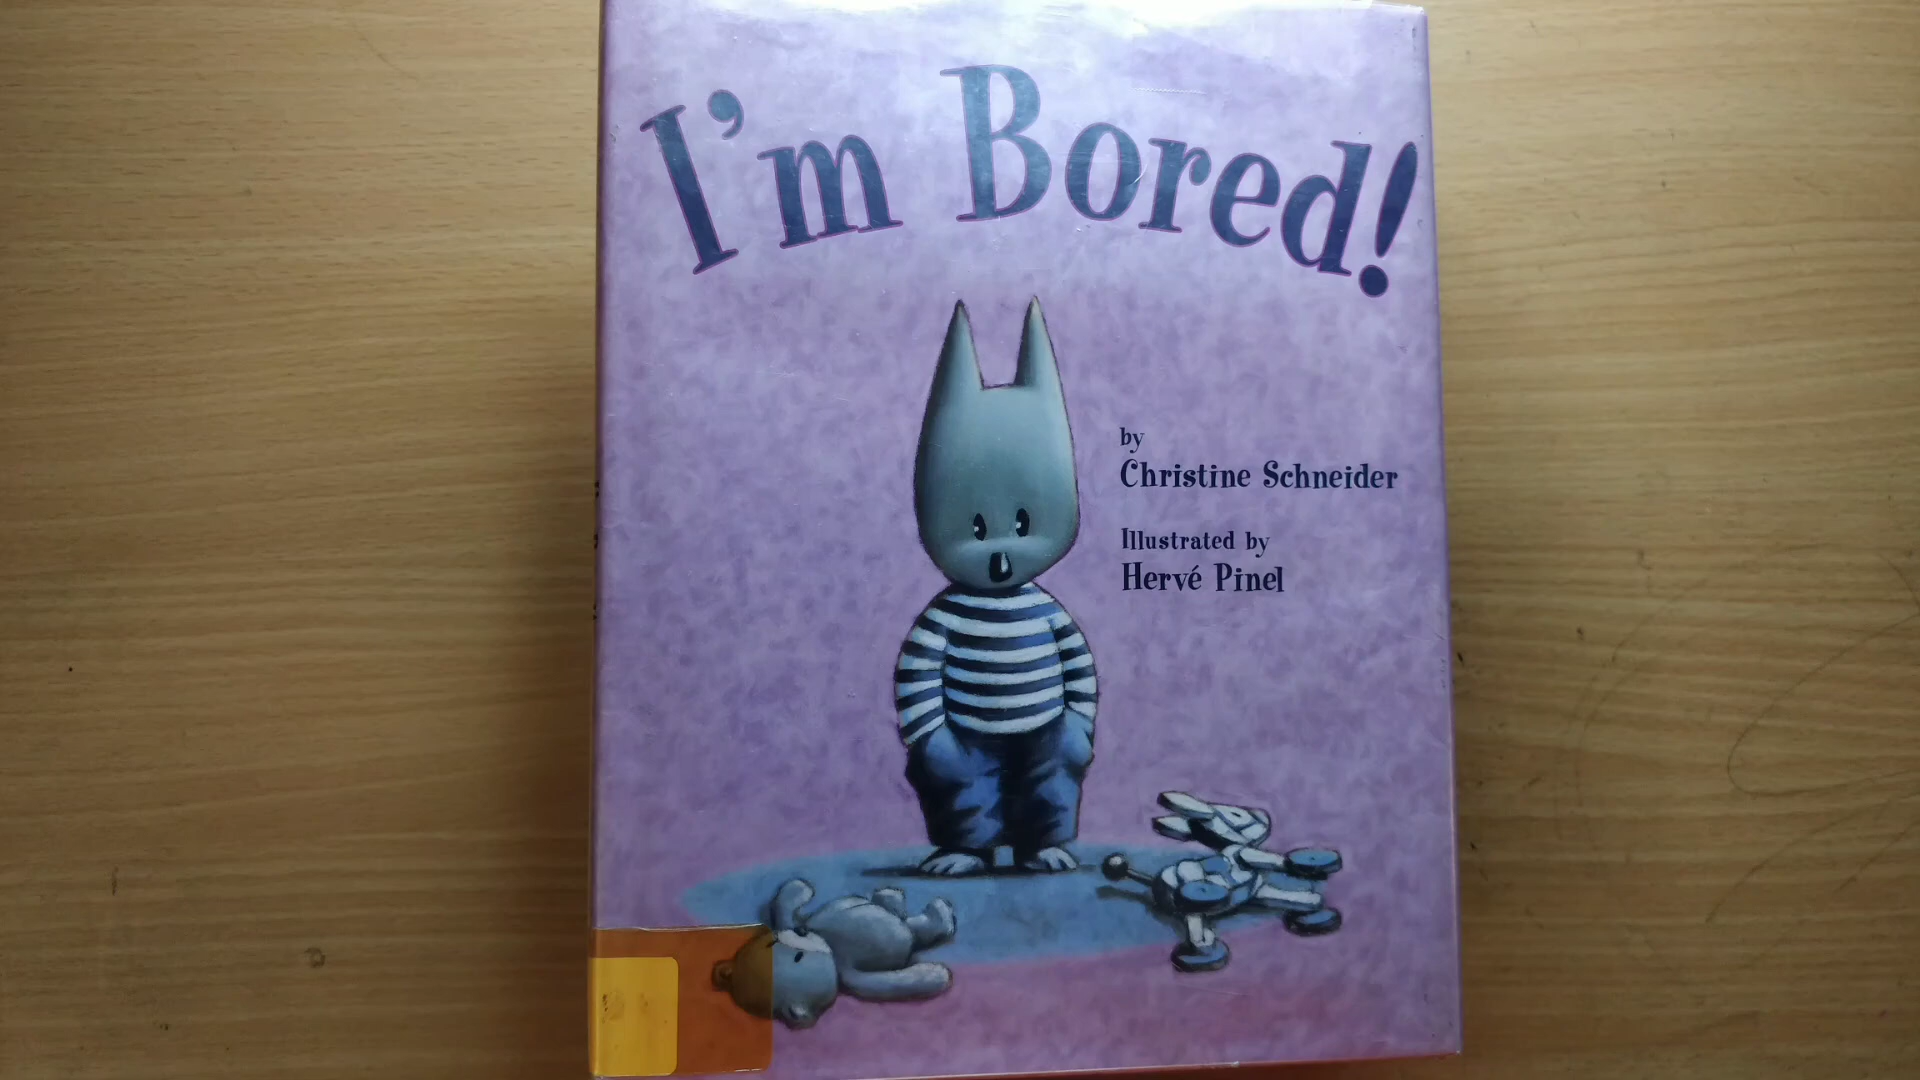 I'm Bored!
by
Christine Schneider
Illustrated by
Hervé Pinel